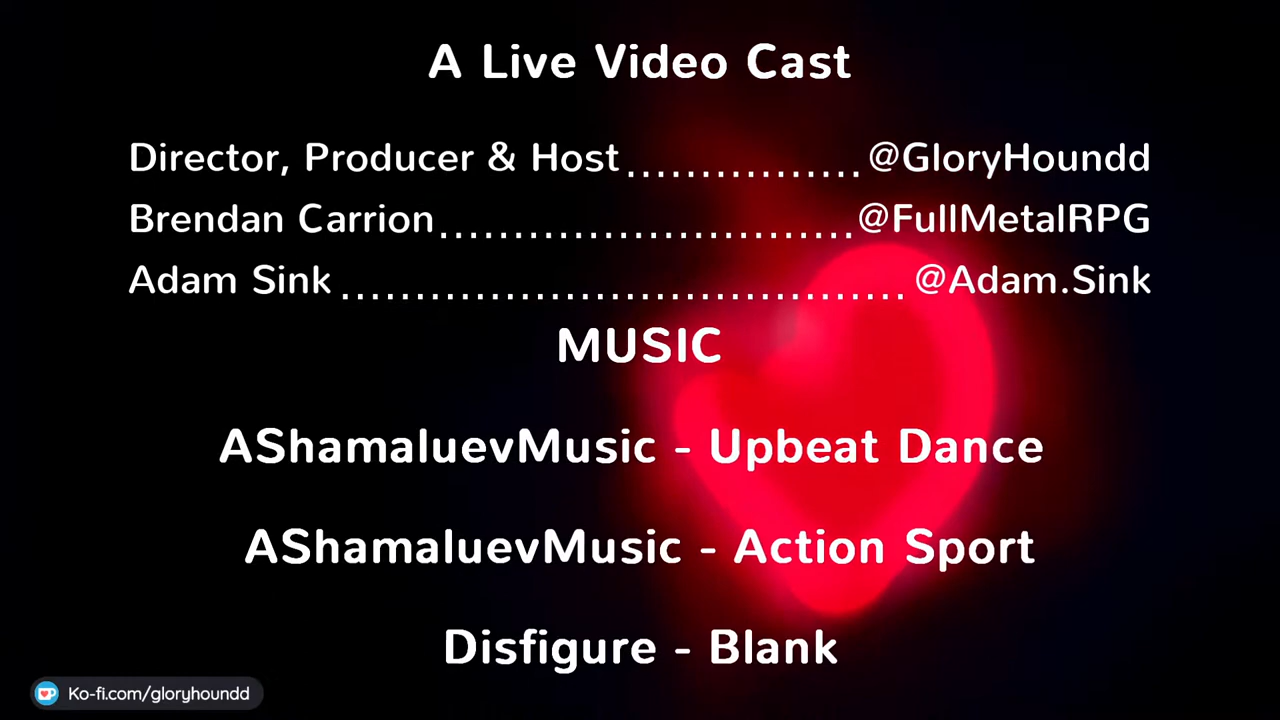 A Live Video Cast
Director, Producer & Host................@GloryHoundd
Brendan Carrion............................@FullMetalRPG
Adam Sink......................................@Adam.Sink
MUSIC
AShamaluevMusic - Upbeat Dance
AShamaluevMusic - Action Sport
Disfigure - Blank
Ko-fi.com/gloryhoundd